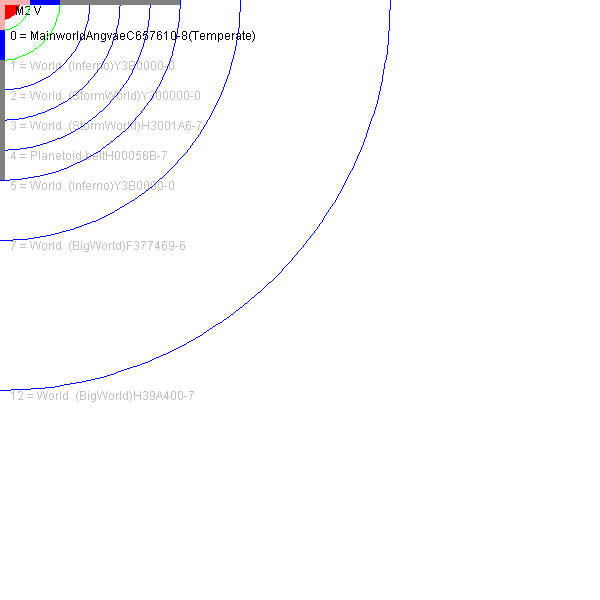 M2 V
0 = MainworldAngvaeC657610-8(Temperate)
1 = World  (Inferno)Y3B0000-0
2 = World  (StormWorld)Y300000-0
3 = World  (StormWorld)H3001A6-7
4 = Planetoid beltH00056B-7
5 = World  (Inferno)Y3B0000-0
7 = World  (BigWorld)F377469-6
12 = World  (BigWorld)H39A400-7